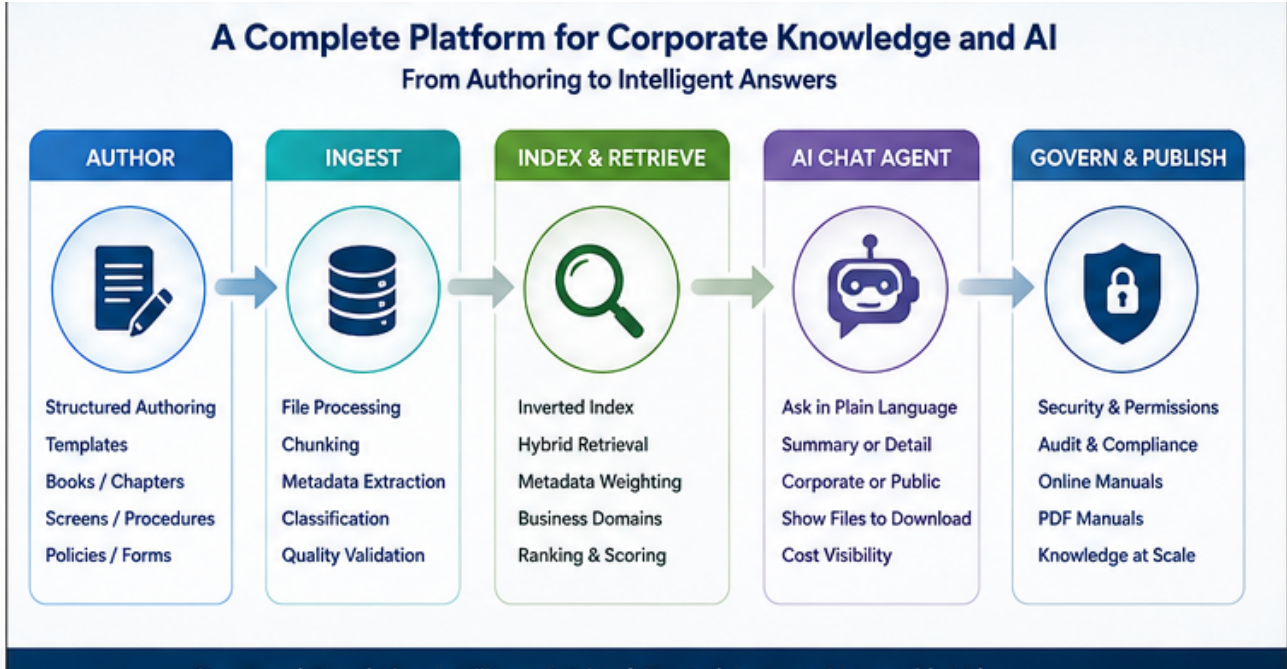 A Complete Platform for Corporate Knowledge and AI
From Authoring to Intelligent Answers
AUTHOR
Structured Authoring
Templates
Books / Chapters
Screens / Procedures
Policies / Forms
INGEST
File Processing
Chunking
Metadata Extraction
Classification
Quality Validation
INDEX & RETRIEVE
Inverted Index
Hybrid Retrieval
Metadata Weighting
Business Domains
Ranking & Scoring
AI CHAT AGENT
Ask in Plain Language
Summary or Detail
Corporate or Public
Show Files to Download
Cost Visibility
GOVERN & PUBLISH
Security & Permissions
Audit & Compliance
Online Manuals
PDF Manuals
Knowledge at Scale